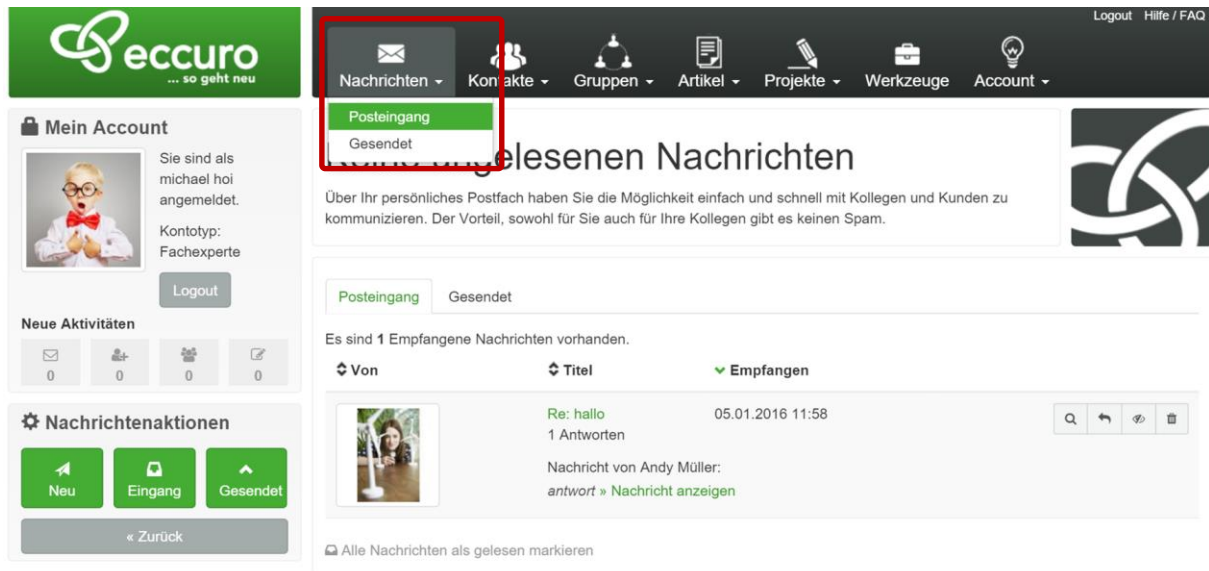 eccuro
... so geht neu
Logout Hilfe / FAQ
Nachrichten Kontakte Gruppen Artikel Projekte Werkzeuge Account
Posteingang
Gesendet
Mein Account
Sie sind als
michael hoi
angemeldet.
Kontotyp:
Fachexperte
Logout
Neue Aktivitäten
0 0 0 0
Nachrichtenaktionen
Neu Eingang Gesendet
« Zurück
Nachrichten
Über Ihr persönliches Postfach haben Sie die Möglichkeit einfach und schnell mit Kollegen und Kunden zu
kommunizieren. Der Vorteil, sowohl für Sie auch für Ihre Kollegen gibt es keinen Spam.
Posteingang Gesendet
Es sind 1 Empfangene Nachrichten vorhanden.
Von Titel Empfangen
Re: hallo 05.01.2016 11:58
1 Antworten
Nachricht von Andy Müller:
antwort » Nachricht anzeigen
Alle Nachrichten als gelesen markieren